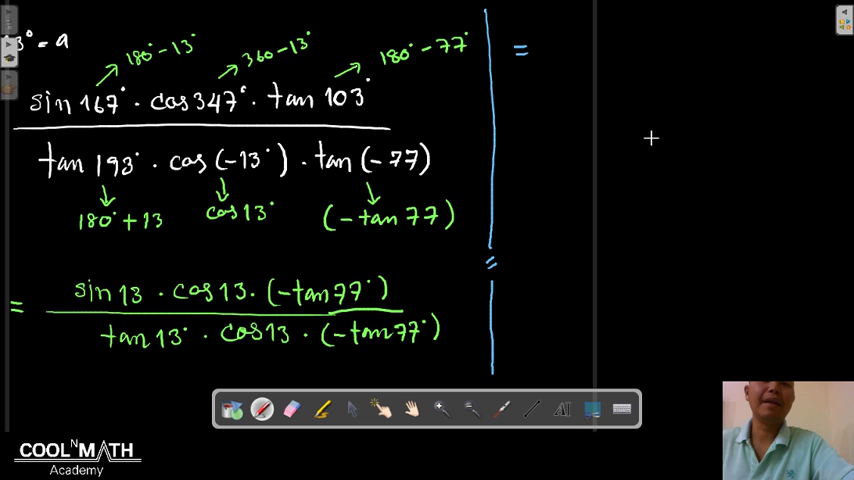 3° = a
180° - 13° 360 - 13° 180° - 77°
sin 167° · cos 347° · tan 103°
tan 193° · cos (-13°) · tan (-77)
180° + 13 cos 13° (-tan 77)
= sin 13 · cos 13 · (-tan 77°)
tan 13° · cos 13 · (-tan 77°)
=
=
COOL N MATH
Academy